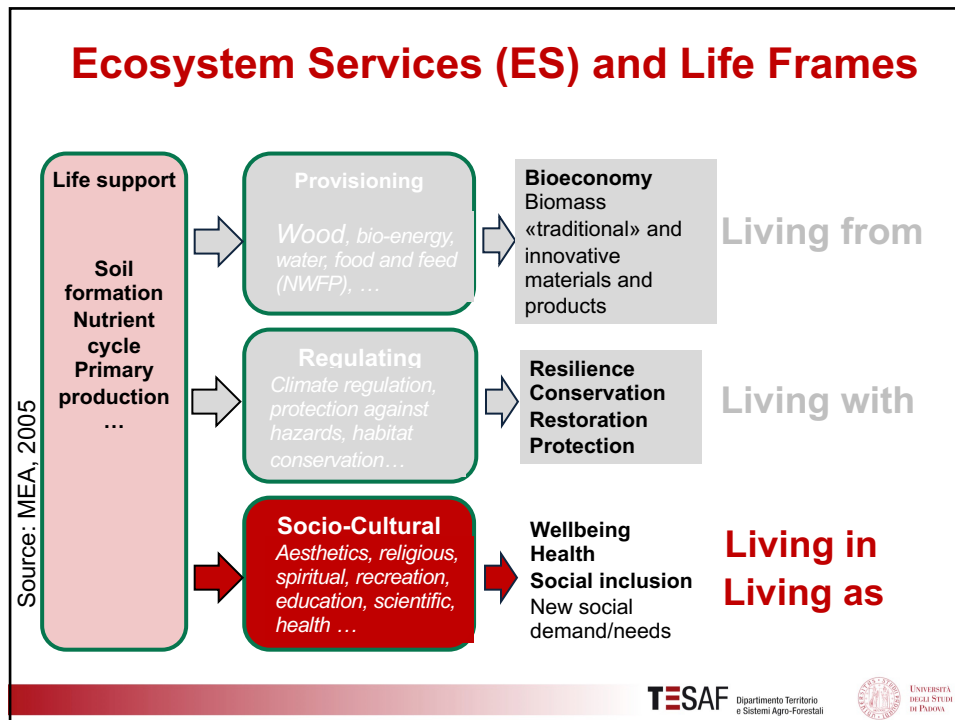 Ecosystem Services (ES) and Life Frames
Life support
Soil
formation
Nutrient
cycle
Primary
production
…
Source: MEA, 2005
Provisioning
Wood, bio-energy,
water, food and feed
(NWFP), …
Bioeconomy
Biomass
«traditional» and
innovative
materials and
products
Living from
Regulating
Climate regulation,
protection against
hazards, habitat
conservation…
Resilience
Conservation
Restoration
Protection
Living with
Socio-Cultural
Aesthetics, religious,
spiritual, recreation,
education, scientific,
health …
Wellbeing
Health
Social inclusion
New social
demand/needs
Living in
Living as
TESAF
Dipartimento Territorio
e Sistemi Agro-Forestali
UNIVERSITÀ
DEGLI STUDI
DI PADOVA